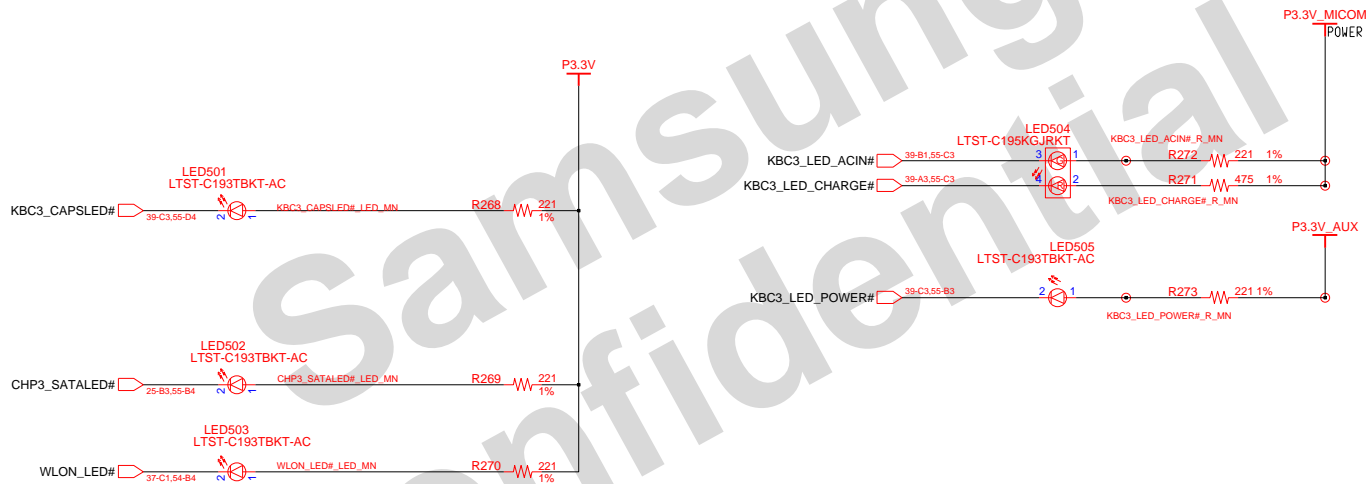 P3.3V
LED501
LTST-C193TBKT-AC
KBC3_CAPSLED#
39-C3,55-D4
2
1
KBC3_CAPSLED#_LED_MN
R268
221
1%
LED502
LTST-C193TBKT-AC
CHP3_SATALED#
25-B3,55-B4
2
1
CHP3_SATALED#_LED_MN
R269
221
1%
LED503
LTST-C193TBKT-AC
WLON_LED#
37-C1,54-B4
2
1
WLON_LED#_LED_MN
R270
221
1%
P3.3V_MICOM
POWER
LED504
LTST-C195KGJRKT
KBC3_LED_ACIN#
39-B1,55-C3
3
1
KBC3_LED_ACIN#_R_MN
R272
221 1%
KBC3_LED_CHARGE#
39-A3,55-C3
4
2
R271
475 1%
KBC3_LED_CHARGE#_R_MN
P3.3V_AUX
LED505
LTST-C193TBKT-AC
KBC3_LED_POWER#
39-C3,55-B3
2
1
R273
221 1%
KBC3_LED_POWER#_R_MN
Samsung
Confidential